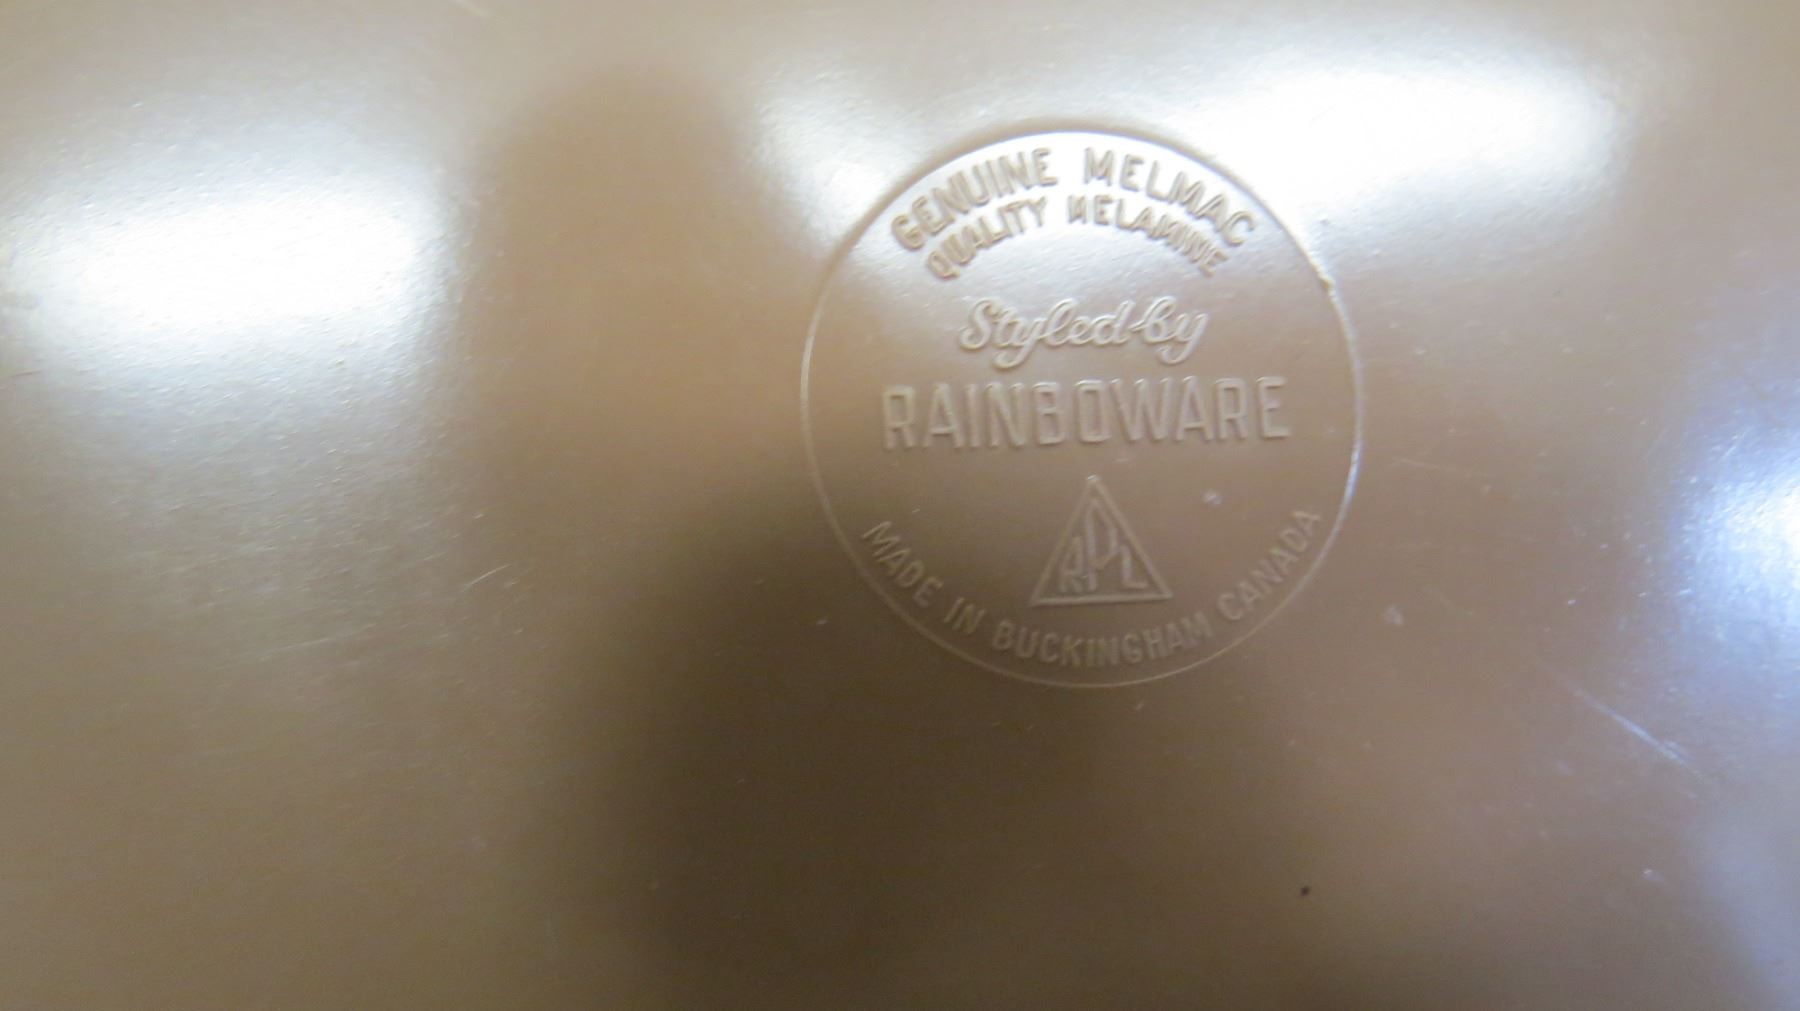 GENUINE MELMAC
QUALITY MELAMINE
Styled by
RAINBOWARE
RPL
MADE IN BUCKINGHAM CANADA